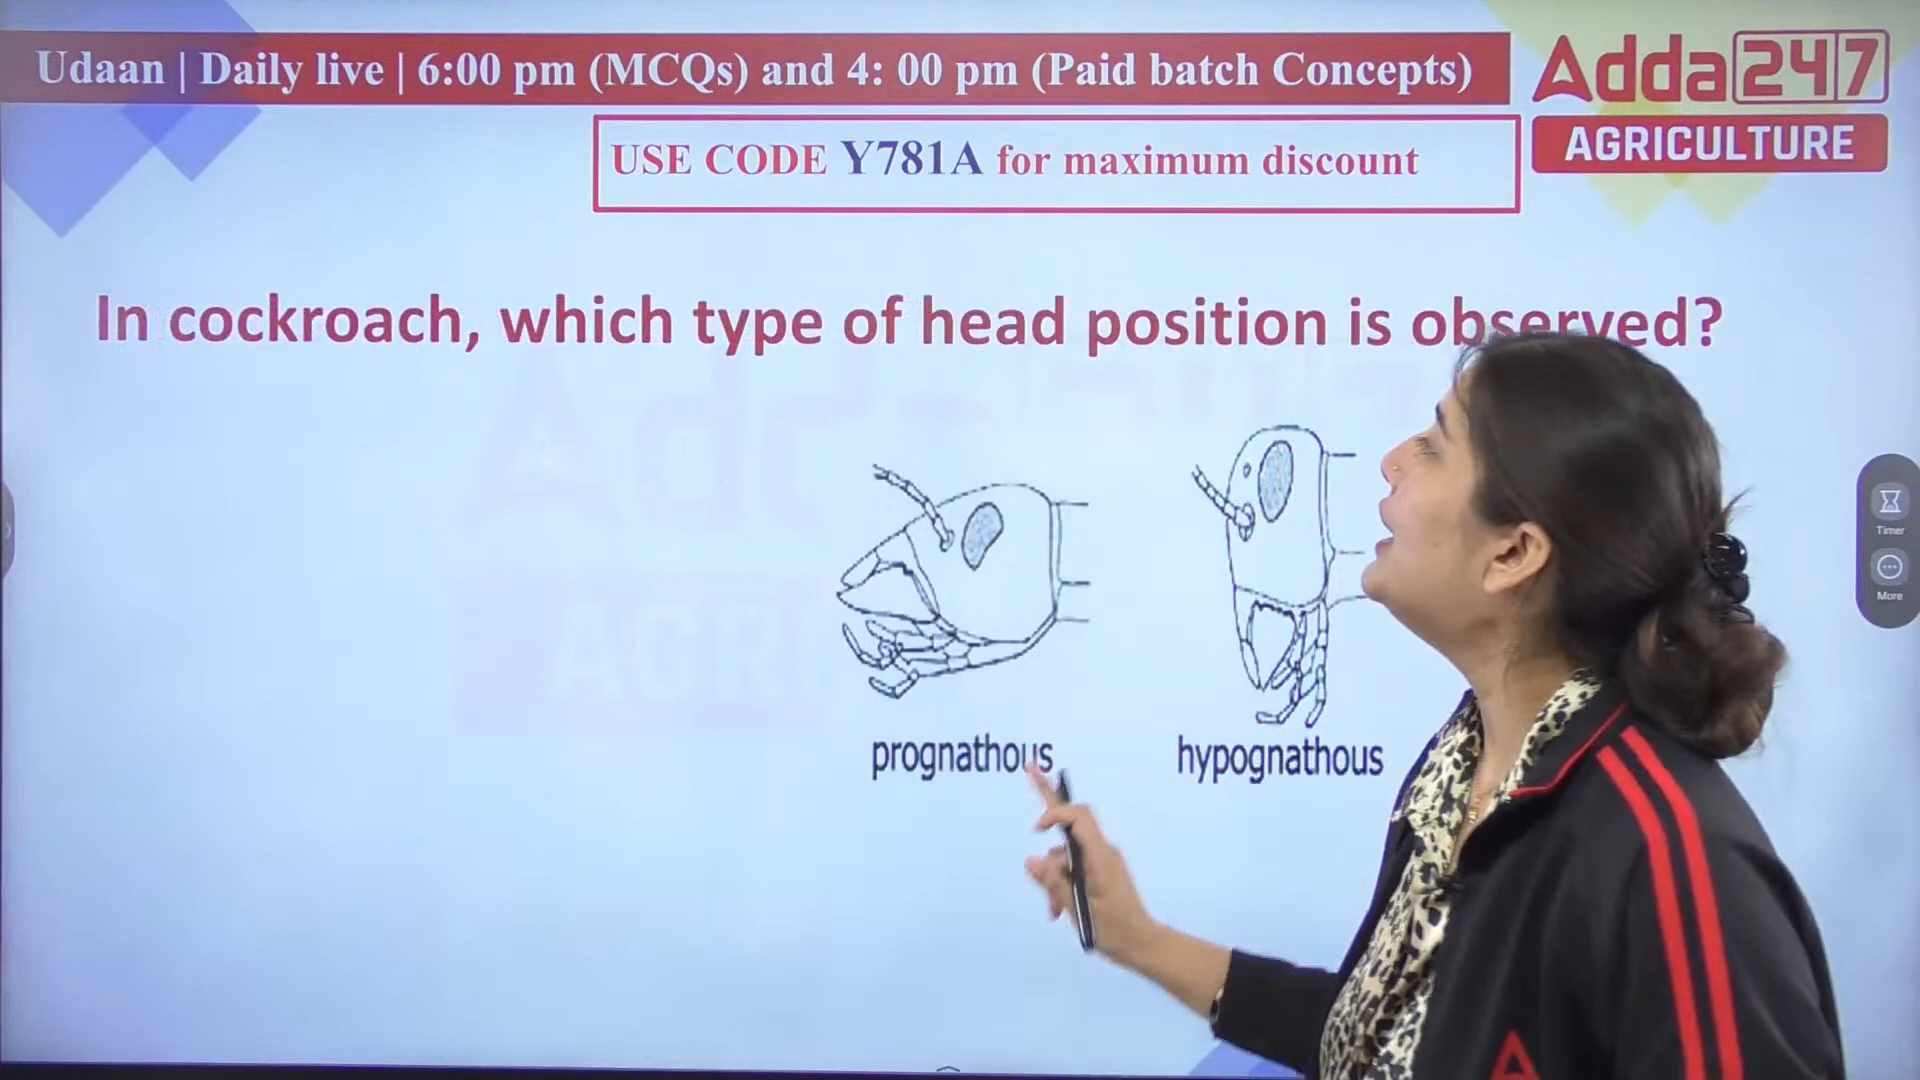 Udaan | Daily live | 6:00 pm (MCQs) and 4: 00 pm (Paid batch Concepts)
Adda247
AGRICULTURE
USE CODE Y781A for maximum discount
In cockroach, which type of head position is observed?
prognathous
hypognathous
Timer
More